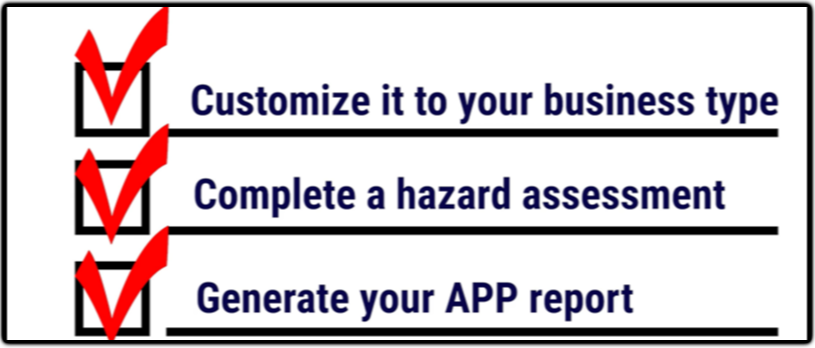 Customize it to your business type
Complete a hazard assessment
Generate your APP report